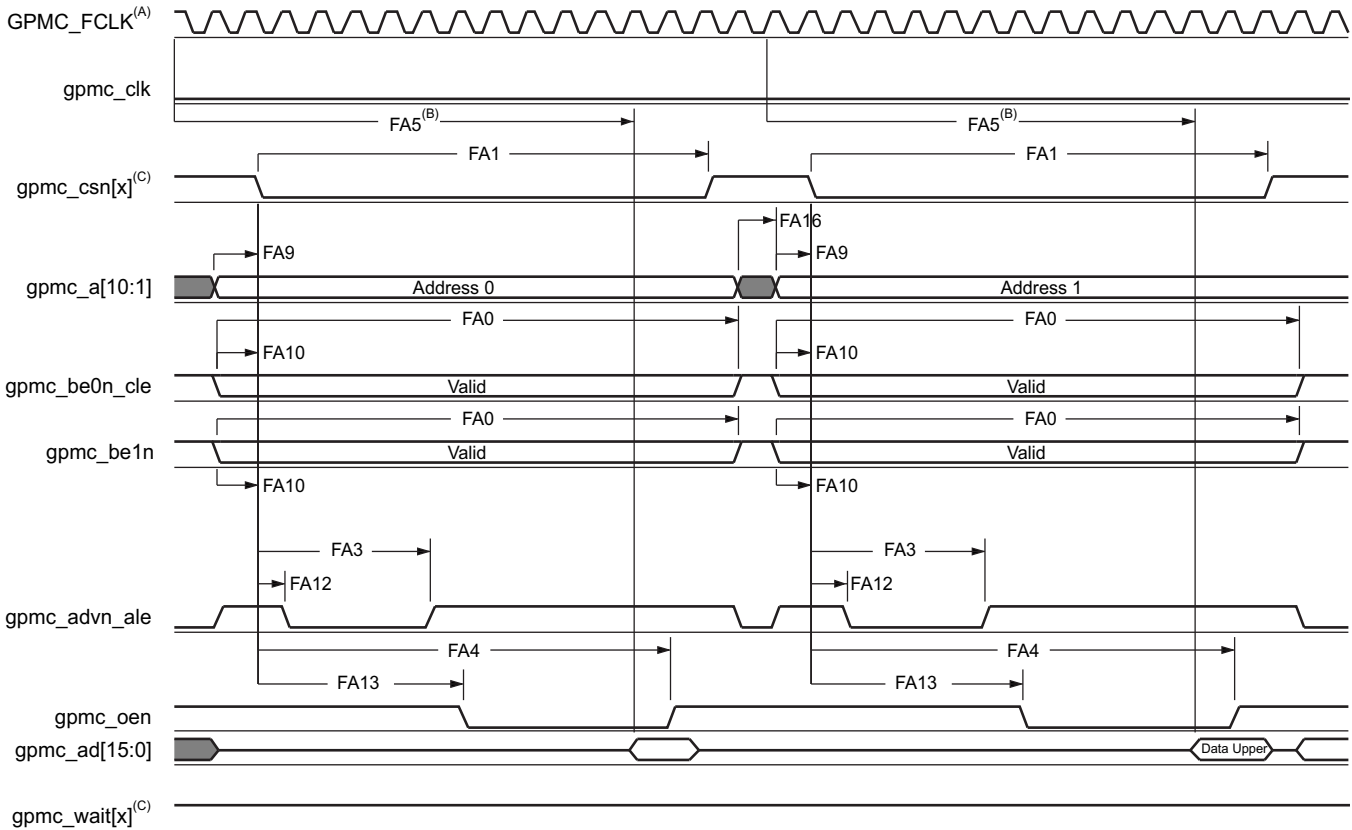 GPMC_FCLK(A)
gpmc_clk
FA5(B) FA5(B)
FA1 FA1
gpmc_csn[x](C)
FA16
FA9 FA9
gpmc_a[10:1] Address 0 Address 1
FA0 FA0
FA10 FA10
gpmc_be0n_cle Valid Valid
FA0 FA0
gpmc_be1n Valid Valid
FA10 FA10
FA3 FA3
FA12 FA12
gpmc_advn_ale
FA4 FA4
FA13 FA13
gpmc_oen
gpmc_ad[15:0] Data Upper
gpmc_wait[x](C)